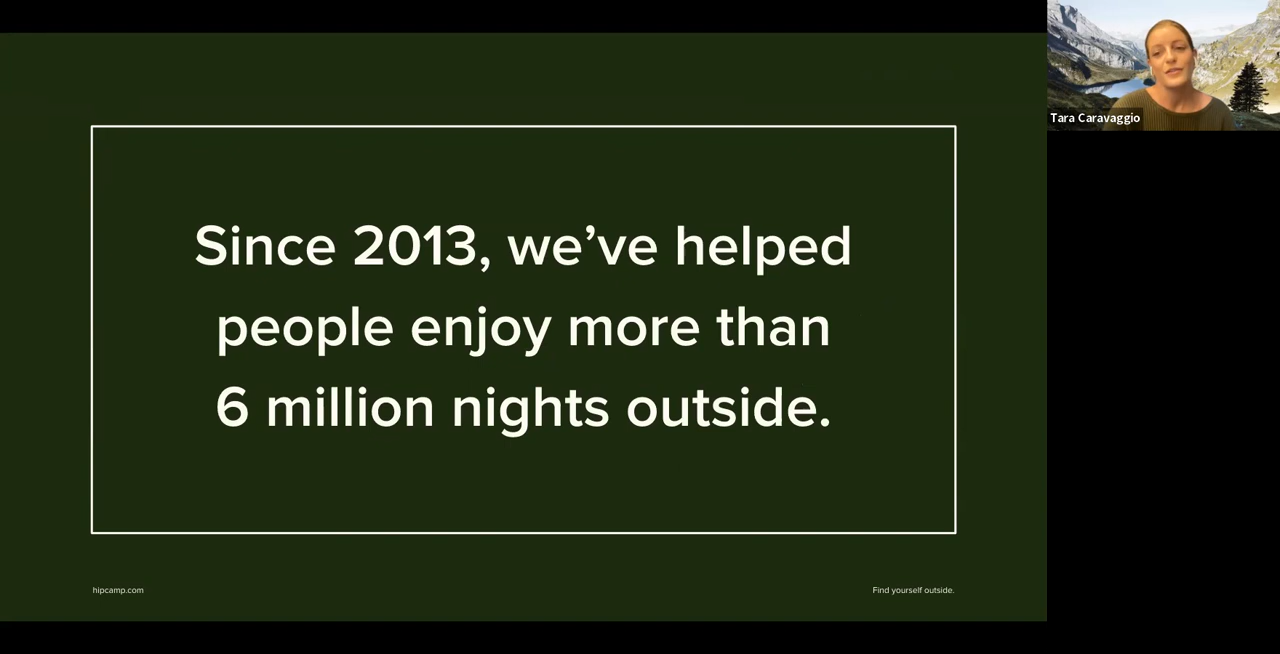 Tara Caravaggio
Since 2013, we’ve helped
people enjoy more than
6 million nights outside.
hipcamp.com
Find yourself outside.